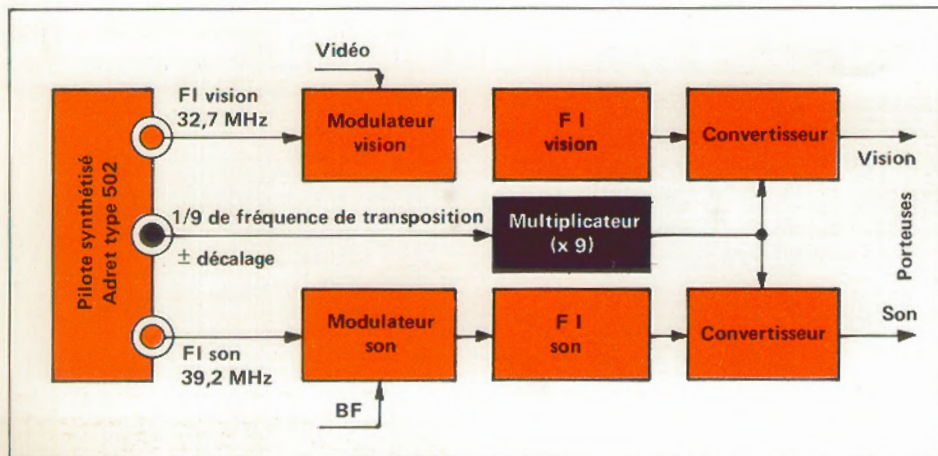 Vidéo
Pilote synthétisé
Adret type 502
FI vision
32,7 MHz
Modulateur
vision
F I
vision
Convertisseur
Vision
1/9 de fréquence de transposition
± décalage
Multiplicateur
(x 9)
Porteuses
FI son
39,2 MHz
Modulateur
son
F I
son
Convertisseur
Son
BF